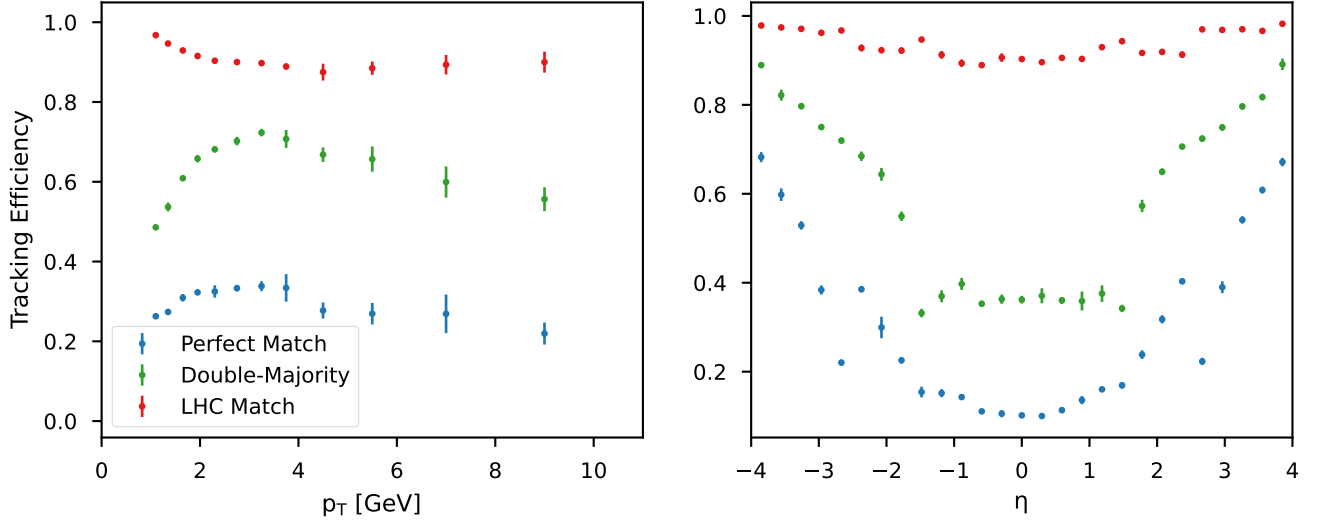 Tracking Efficiency
1.0
0.8
0.6
0.4
0.2
0.0
Perfect Match
Double-Majority
LHC Match
0 2 4 6 8 10
p_T [GeV]
1.0
0.8
0.6
0.4
0.2
−4 −3 −2 −1 0 1 2 3 4
η